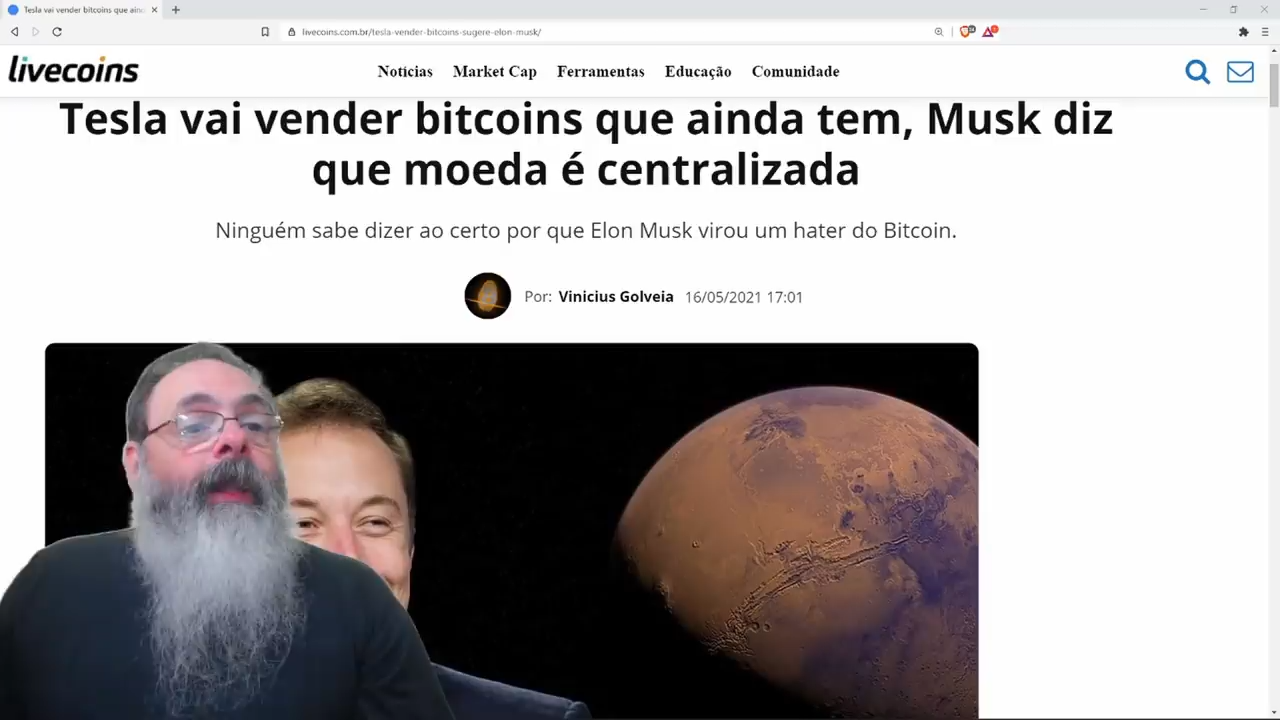 Tesla vai vender bitcoins que aind
livecoins.com.br/tesla-vender-bitcoins-sugere-elon-musk/
livecoins
Notícias Market Cap Ferramentas Educação Comunidade
Tesla vai vender bitcoins que ainda tem, Musk diz
que moeda é centralizada
Ninguém sabe dizer ao certo por que Elon Musk virou um hater do Bitcoin.
Por: Vinicius Golveia 16/05/2021 17:01